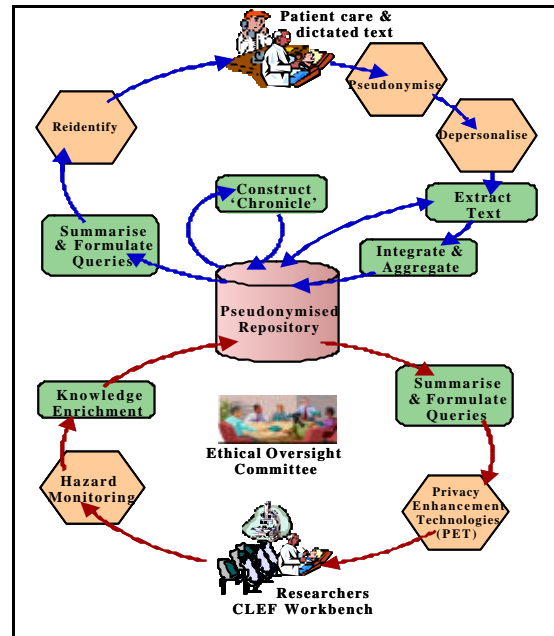 Patient care &
dictated text
Pseudonymise
Reidentify
Depersonalise
Construct
'Chronicle'
Extract
Text
Summarise
& Formulate
Queries
Integrate &
Aggregate
Pseudonymised
Repository
Knowledge
Enrichment
Summarise
& Formulate
Queries
Ethical Oversight
Committee
Hazard
Monitoring
Privacy
Enhancement
Technologies
(PET)
Researchers
CLEF Workbench